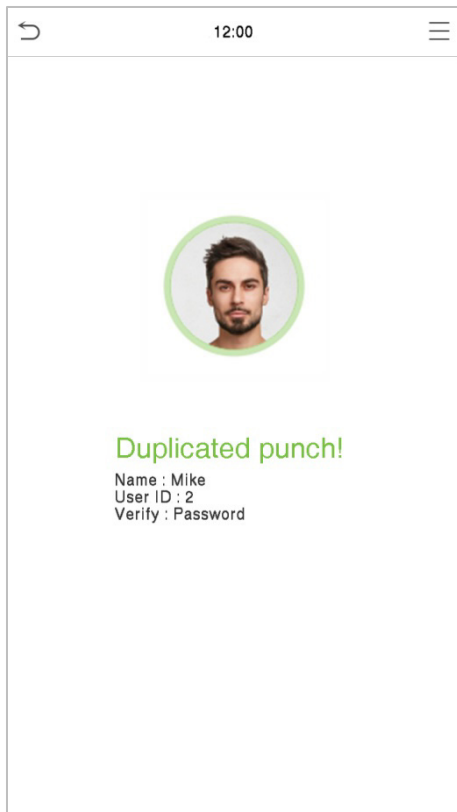 12:00
Duplicated punch!
Name : Mike
User ID : 2
Verify : Password